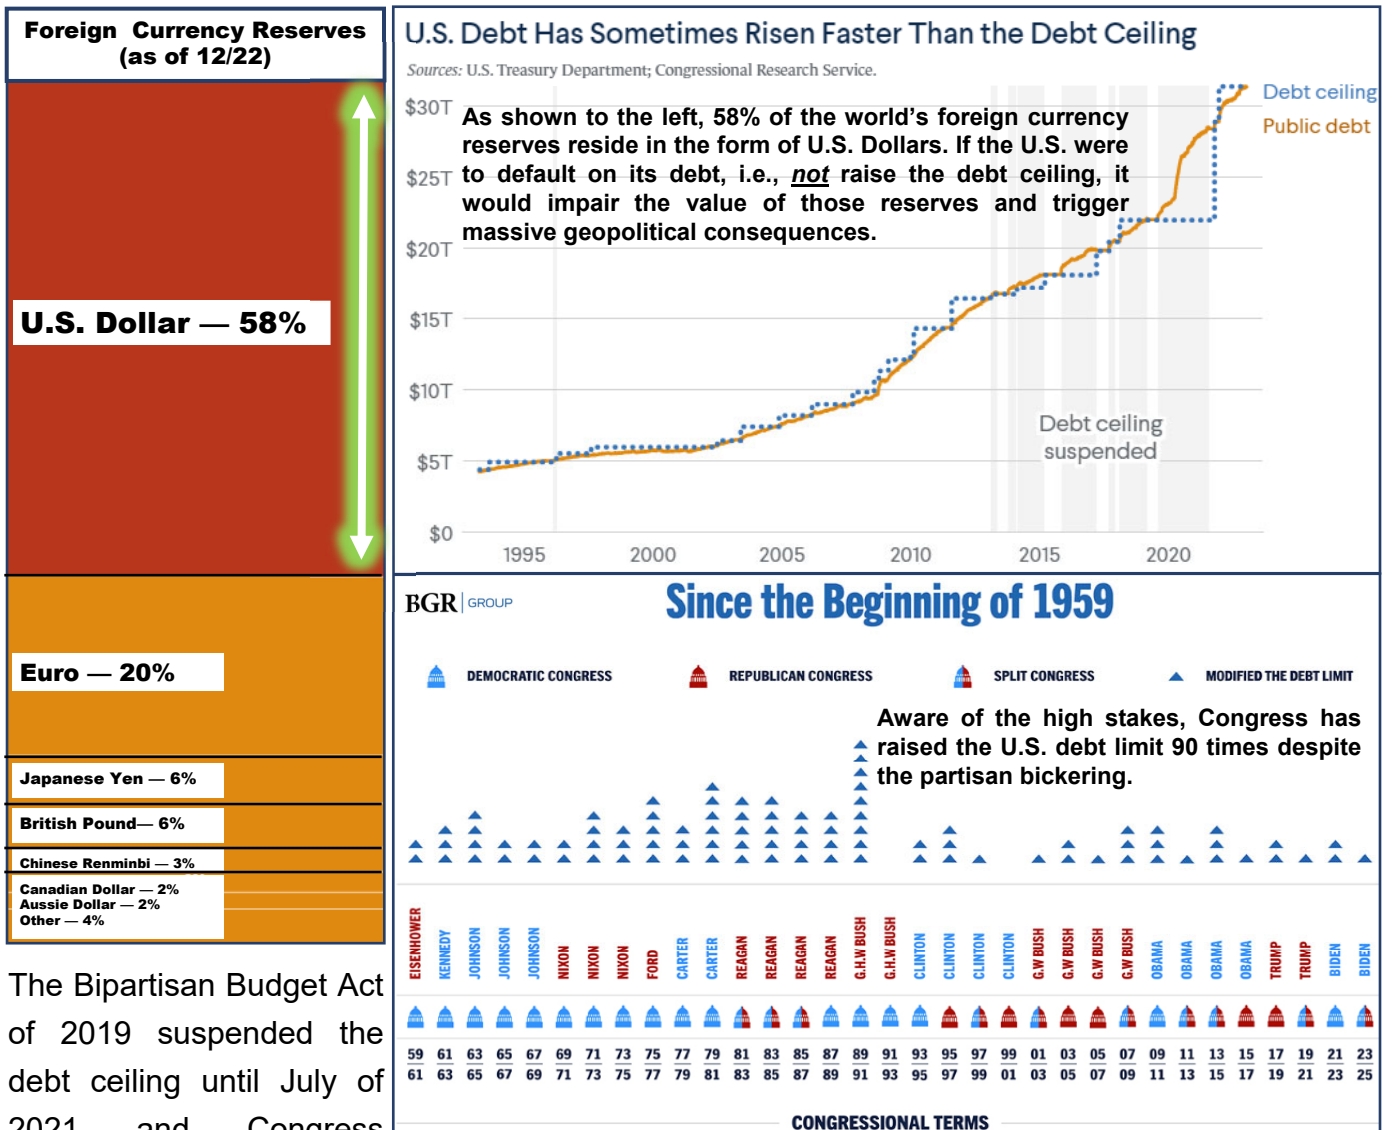 Foreign Currency Reserves
(as of 12/22)
U.S. Dollar — 58%
Euro — 20%
Japanese Yen — 6%
British Pound— 6%
Chinese Renminbi — 3%
Canadian Dollar — 2%
Aussie Dollar — 2%
Other — 4%
The Bipartisan Budget Act
of 2019 suspended the
debt ceiling until July of
2021 and Congress
U.S. Debt Has Sometimes Risen Faster Than the Debt Ceiling
Sources: U.S. Treasury Department; Congressional Research Service.
Debt ceiling
Public debt
$30T
$25T
$20T
$15T
$10T
$5T
$0
As shown to the left, 58% of the world's foreign currency
reserves reside in the form of U.S. Dollars. If the U.S. were
to default on its debt, i.e., not raise the debt ceiling, it
would impair the value of those reserves and trigger
massive geopolitical consequences.
Debt ceiling
suspended
1995 2000 2005 2010 2015 2020
BGR GROUP
Since the Beginning of 1959
DEMOCRATIC CONGRESS REPUBLICAN CONGRESS SPLIT CONGRESS MODIFIED THE DEBT LIMIT
Aware of the high stakes, Congress has
raised the U.S. debt limit 90 times despite
the partisan bickering.
EISENHOWER KENNEDY JOHNSON JOHNSON JOHNSON NIXON NIXON NIXON FORD CARTER CARTER REAGAN REAGAN REAGAN REAGAN G.H.W BUSH G.H.W BUSH CLINTON CLINTON CLINTON CLINTON G.W BUSH G.W BUSH G.W BUSH G.W BUSH OBAMA OBAMA OBAMA OBAMA TRUMP TRUMP BIDEN BIDEN
59 61 63 65 67 69 71 73 75 77 79 81 83 85 87 89 91 93 95 97 99 01 03 05 07 09 11 13 15 17 19 21 23
61 63 65 67 69 71 73 75 77 79 81 83 85 87 89 91 93 95 97 99 01 03 05 07 09 11 13 15 17 19 21 23 25
CONGRESSIONAL TERMS